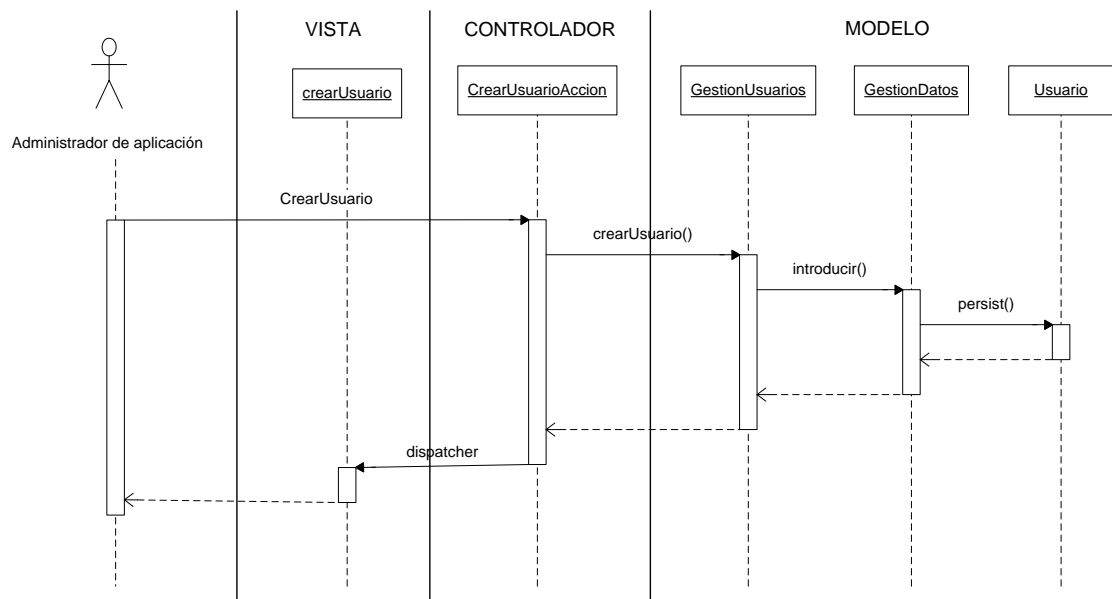 VISTA
CONTROLADOR
MODELO
crearUsuario
CrearUsuarioAccion
GestionUsuarios
GestionDatos
Usuario
Administrador de aplicación
CrearUsuario
crearUsuario()
introducir()
persist()
dispatcher